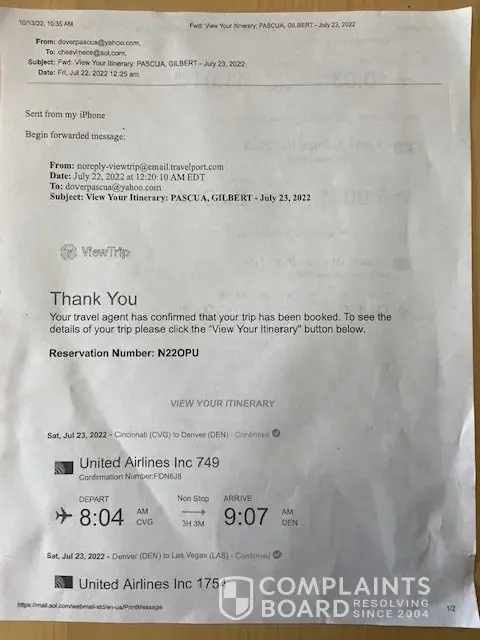 10/13/22, 10:35 AM Fwd: View Your Itinerary: PASCUA, GILBERT - July 23, 2022
From: doverpascua@yahoo.com,
To: cheavinece@aol.com,
Subject: Fwd: View Your Itinerary: PASCUA, GILBERT - July 23, 2022
Date: Fri, Jul 22, 2022 12:25 am
Sent from my iPhone
Begin forwarded message:
From: noreply-viewtrip@email.travelport.com
Date: July 22, 2022 at 12:20:10 AM EDT
To: doverpascua@yahoo.com
Subject: View Your Itinerary: PASCUA, GILBERT - July 23, 2022
ViewTrip
Thank You
Your travel agent has confirmed that your trip has been booked. To see the
details of your trip please click the "View Your Itinerary" button below.
Reservation Number: N22OPU
VIEW YOUR ITINERARY
Sat, Jul 23, 2022 - Cincinnati (CVG) to Denver (DEN) - Confirmed
United Airlines Inc 749
Confirmation Number:FDN6J8
DEPART Non Stop ARRIVE
8:04 AM CVG 3H 3M 9:07 AM DEN
Sat, Jul 23, 2022 - Denver (DEN) to Las Vegas (LAS) - Confirmed
United Airlines Inc 1754
https://mail.aol.com/webmail-std/en-us/PrintMessage 1/2
COMPLAINTS
BOARD RESOLVING SINCE 2004